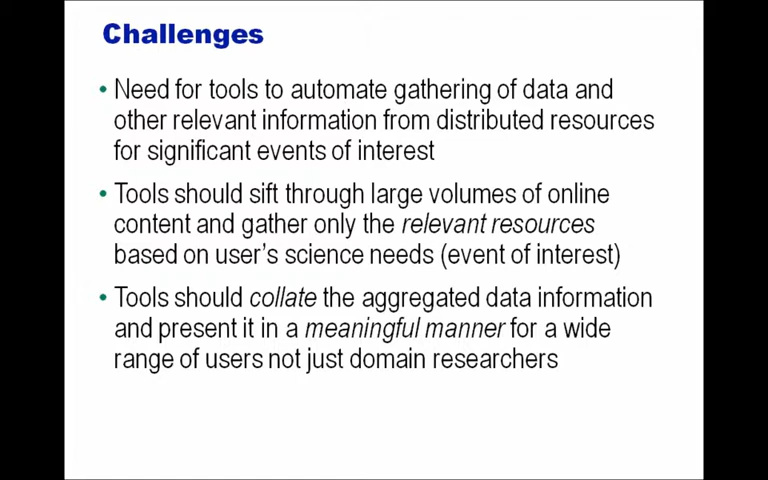 Challenges
• Need for tools to automate gathering of data and
other relevant information from distributed resources
for significant events of interest
• Tools should sift through large volumes of online
content and gather only the relevant resources
based on user's science needs (event of interest)
• Tools should collate the aggregated data information
and present it in a meaningful manner for a wide
range of users not just domain researchers